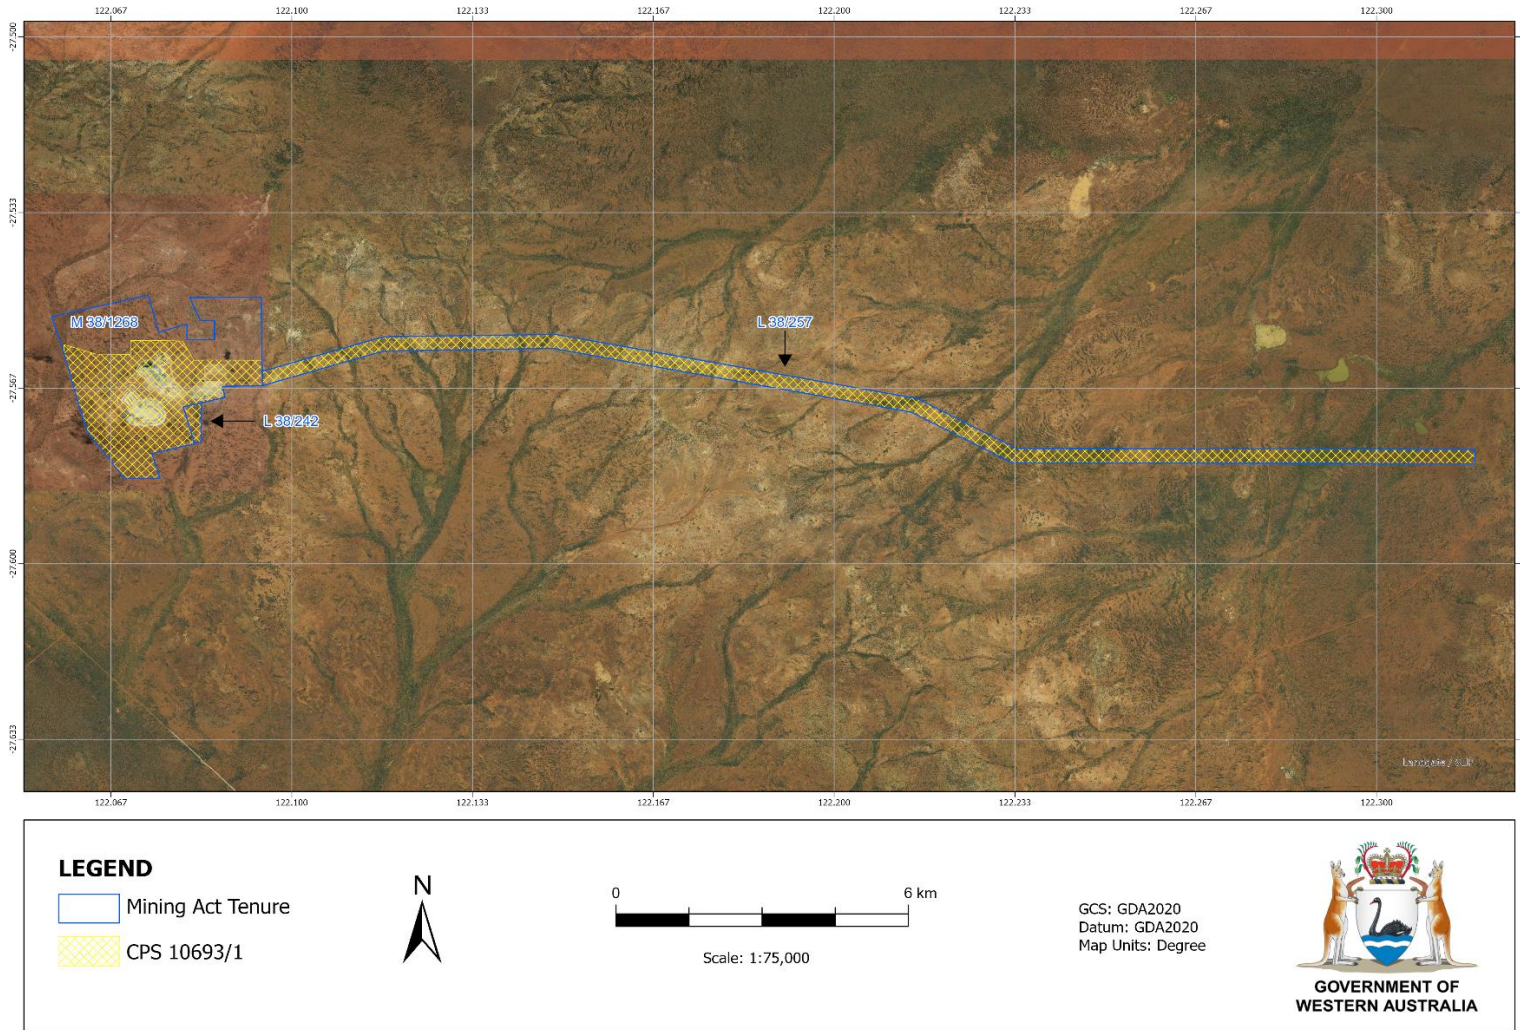 122.067 122.100 122.133 122.167 122.200 122.233 122.267 122.300
-27.500
-27.533
-27.567
-27.600
-27.633
M 38/1268
L 38/257
L 38/242
Landgate / SLIP
122.067 122.100 122.133 122.167 122.200 122.233 122.267 122.300
LEGEND
Mining Act Tenure
CPS 10693/1
N
0 6 km
Scale: 1:75,000
GCS: GDA2020
Datum: GDA2020
Map Units: Degree
GOVERNMENT OF
WESTERN AUSTRALIA